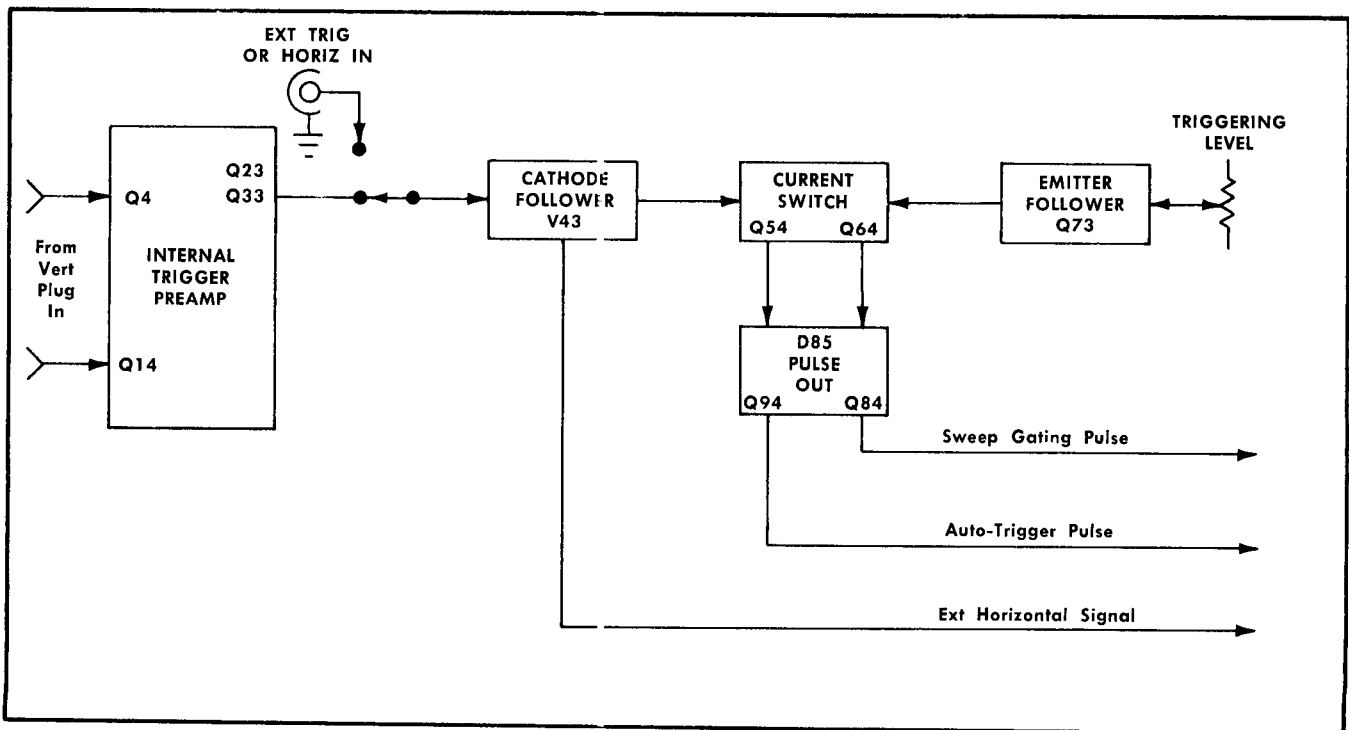 EXT TRIG
OR HORIZ IN
TRIGGERING
LEVEL
From
Vert
Plug
In
Q4
Q14
Q23
Q33
INTERNAL
TRIGGER
PREAMP
CATHODE
FOLLOWER
V43
CURRENT
SWITCH
Q54 Q64
EMITTER
FOLLOWER
Q73
D85
PULSE
OUT
Q94 Q84
Sweep Gating Pulse
Auto-Trigger Pulse
Ext Horizontal Signal